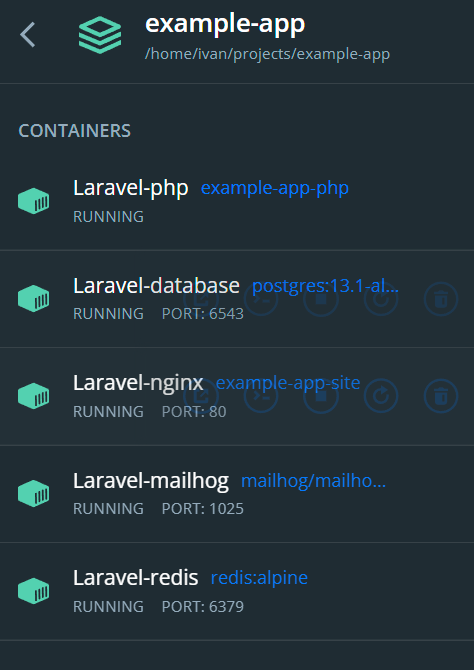 example-app
/home/ivan/projects/example-app
CONTAINERS
Laravel-php example-app-php
RUNNING
Laravel-database postgres:13.1-al...
RUNNING PORT: 6543
Laravel-nginx example-app-site
RUNNING PORT: 80
Laravel-mailhog mailhog/mailho...
RUNNING PORT: 1025
Laravel-redis redis:alpine
RUNNING PORT: 6379